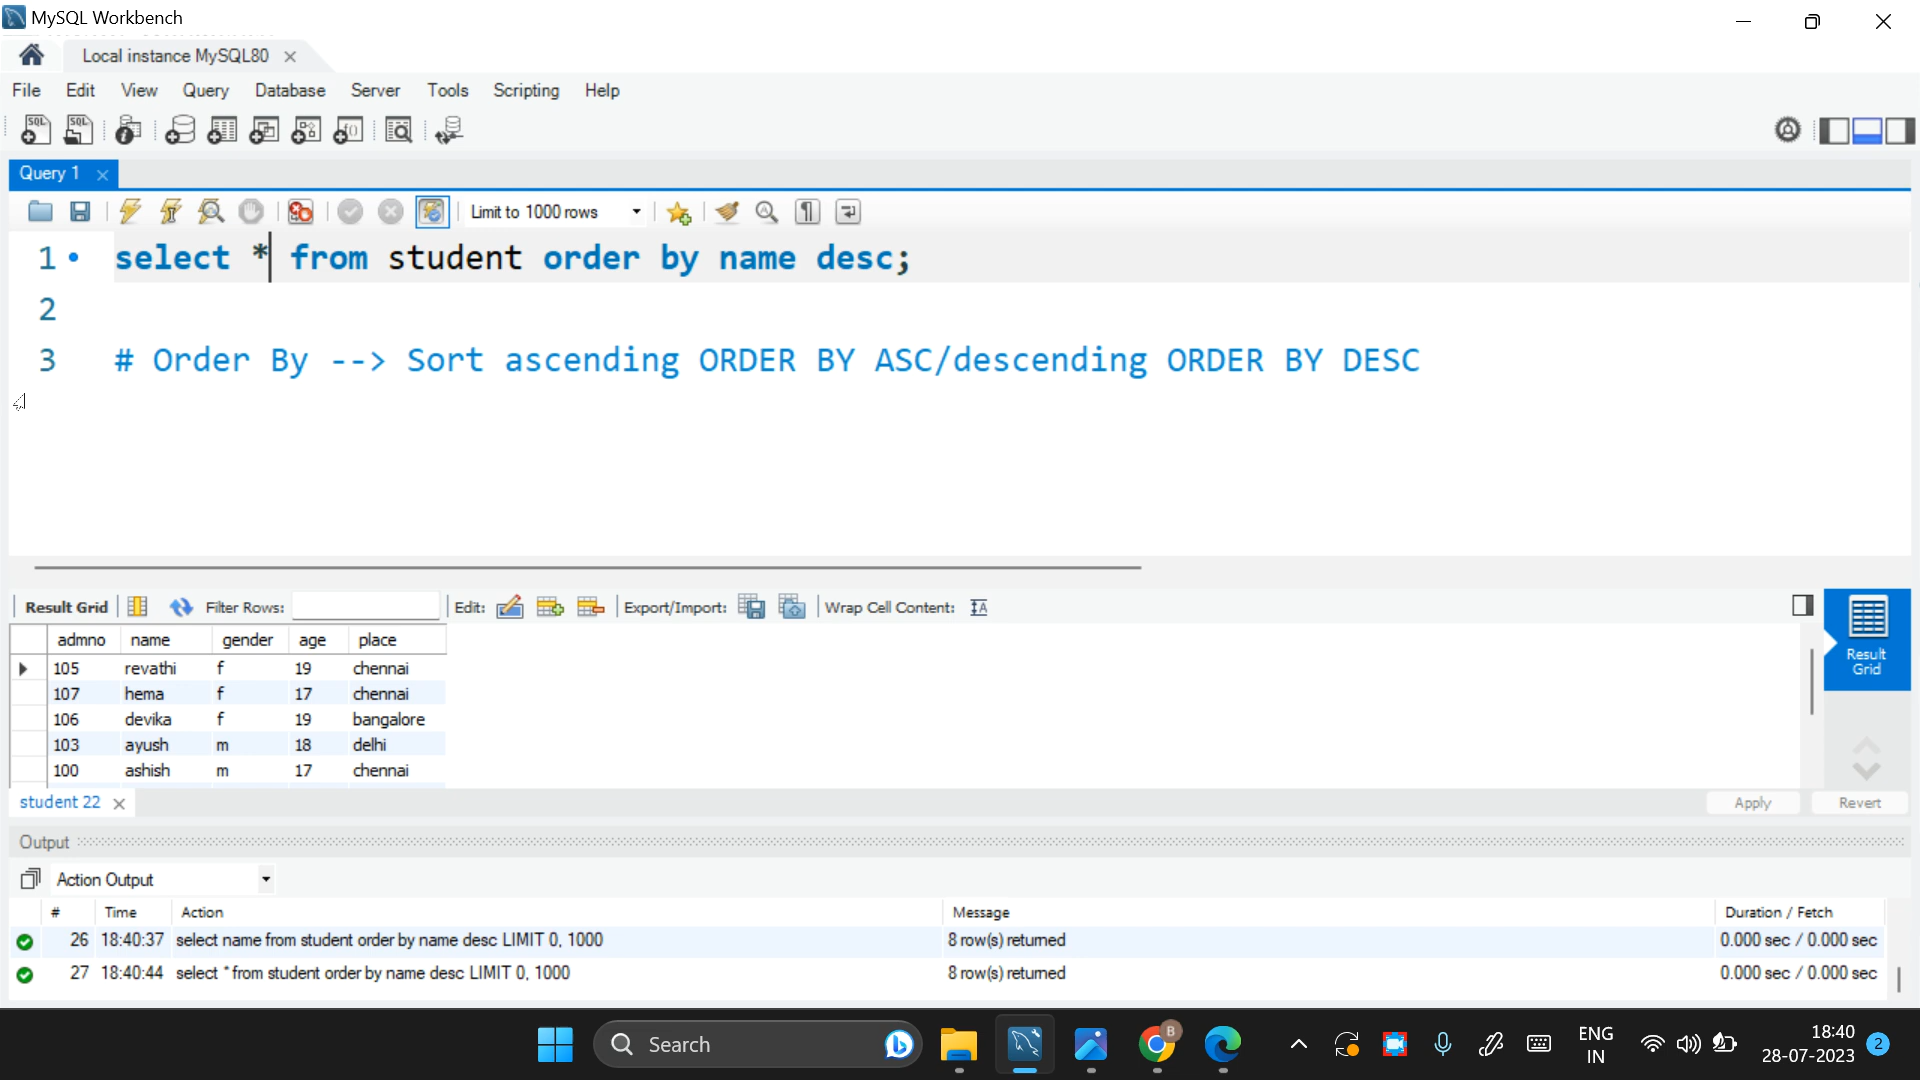 MySQL Workbench
Local instance MySQL80
File Edit View Query Database Server Tools Scripting Help
Query 1
Limit to 1000 rows
1 select * from student order by name desc;
2
3 # Order By --> Sort ascending ORDER BY ASC/descending ORDER BY DESC
Result Grid Filter Rows: Edit: Export/Import: Wrap Cell Content:
admno name gender age place
105 revathi f 19 chennai
107 hema f 17 chennai
106 devika f 19 bangalore
103 ayush m 18 delhi
100 ashish m 17 chennai
Result
Grid
student 22
Apply Revert
Output
Action Output
# Time Action Message Duration / Fetch
26 18:40:37 select name from student order by name desc LIMIT 0, 1000 8 row(s) returned 0.000 sec / 0.000 sec
27 18:40:44 select * from student order by name desc LIMIT 0, 1000 8 row(s) returned 0.000 sec / 0.000 sec
Search
B
ENG
IN
18:40
28-07-2023
2